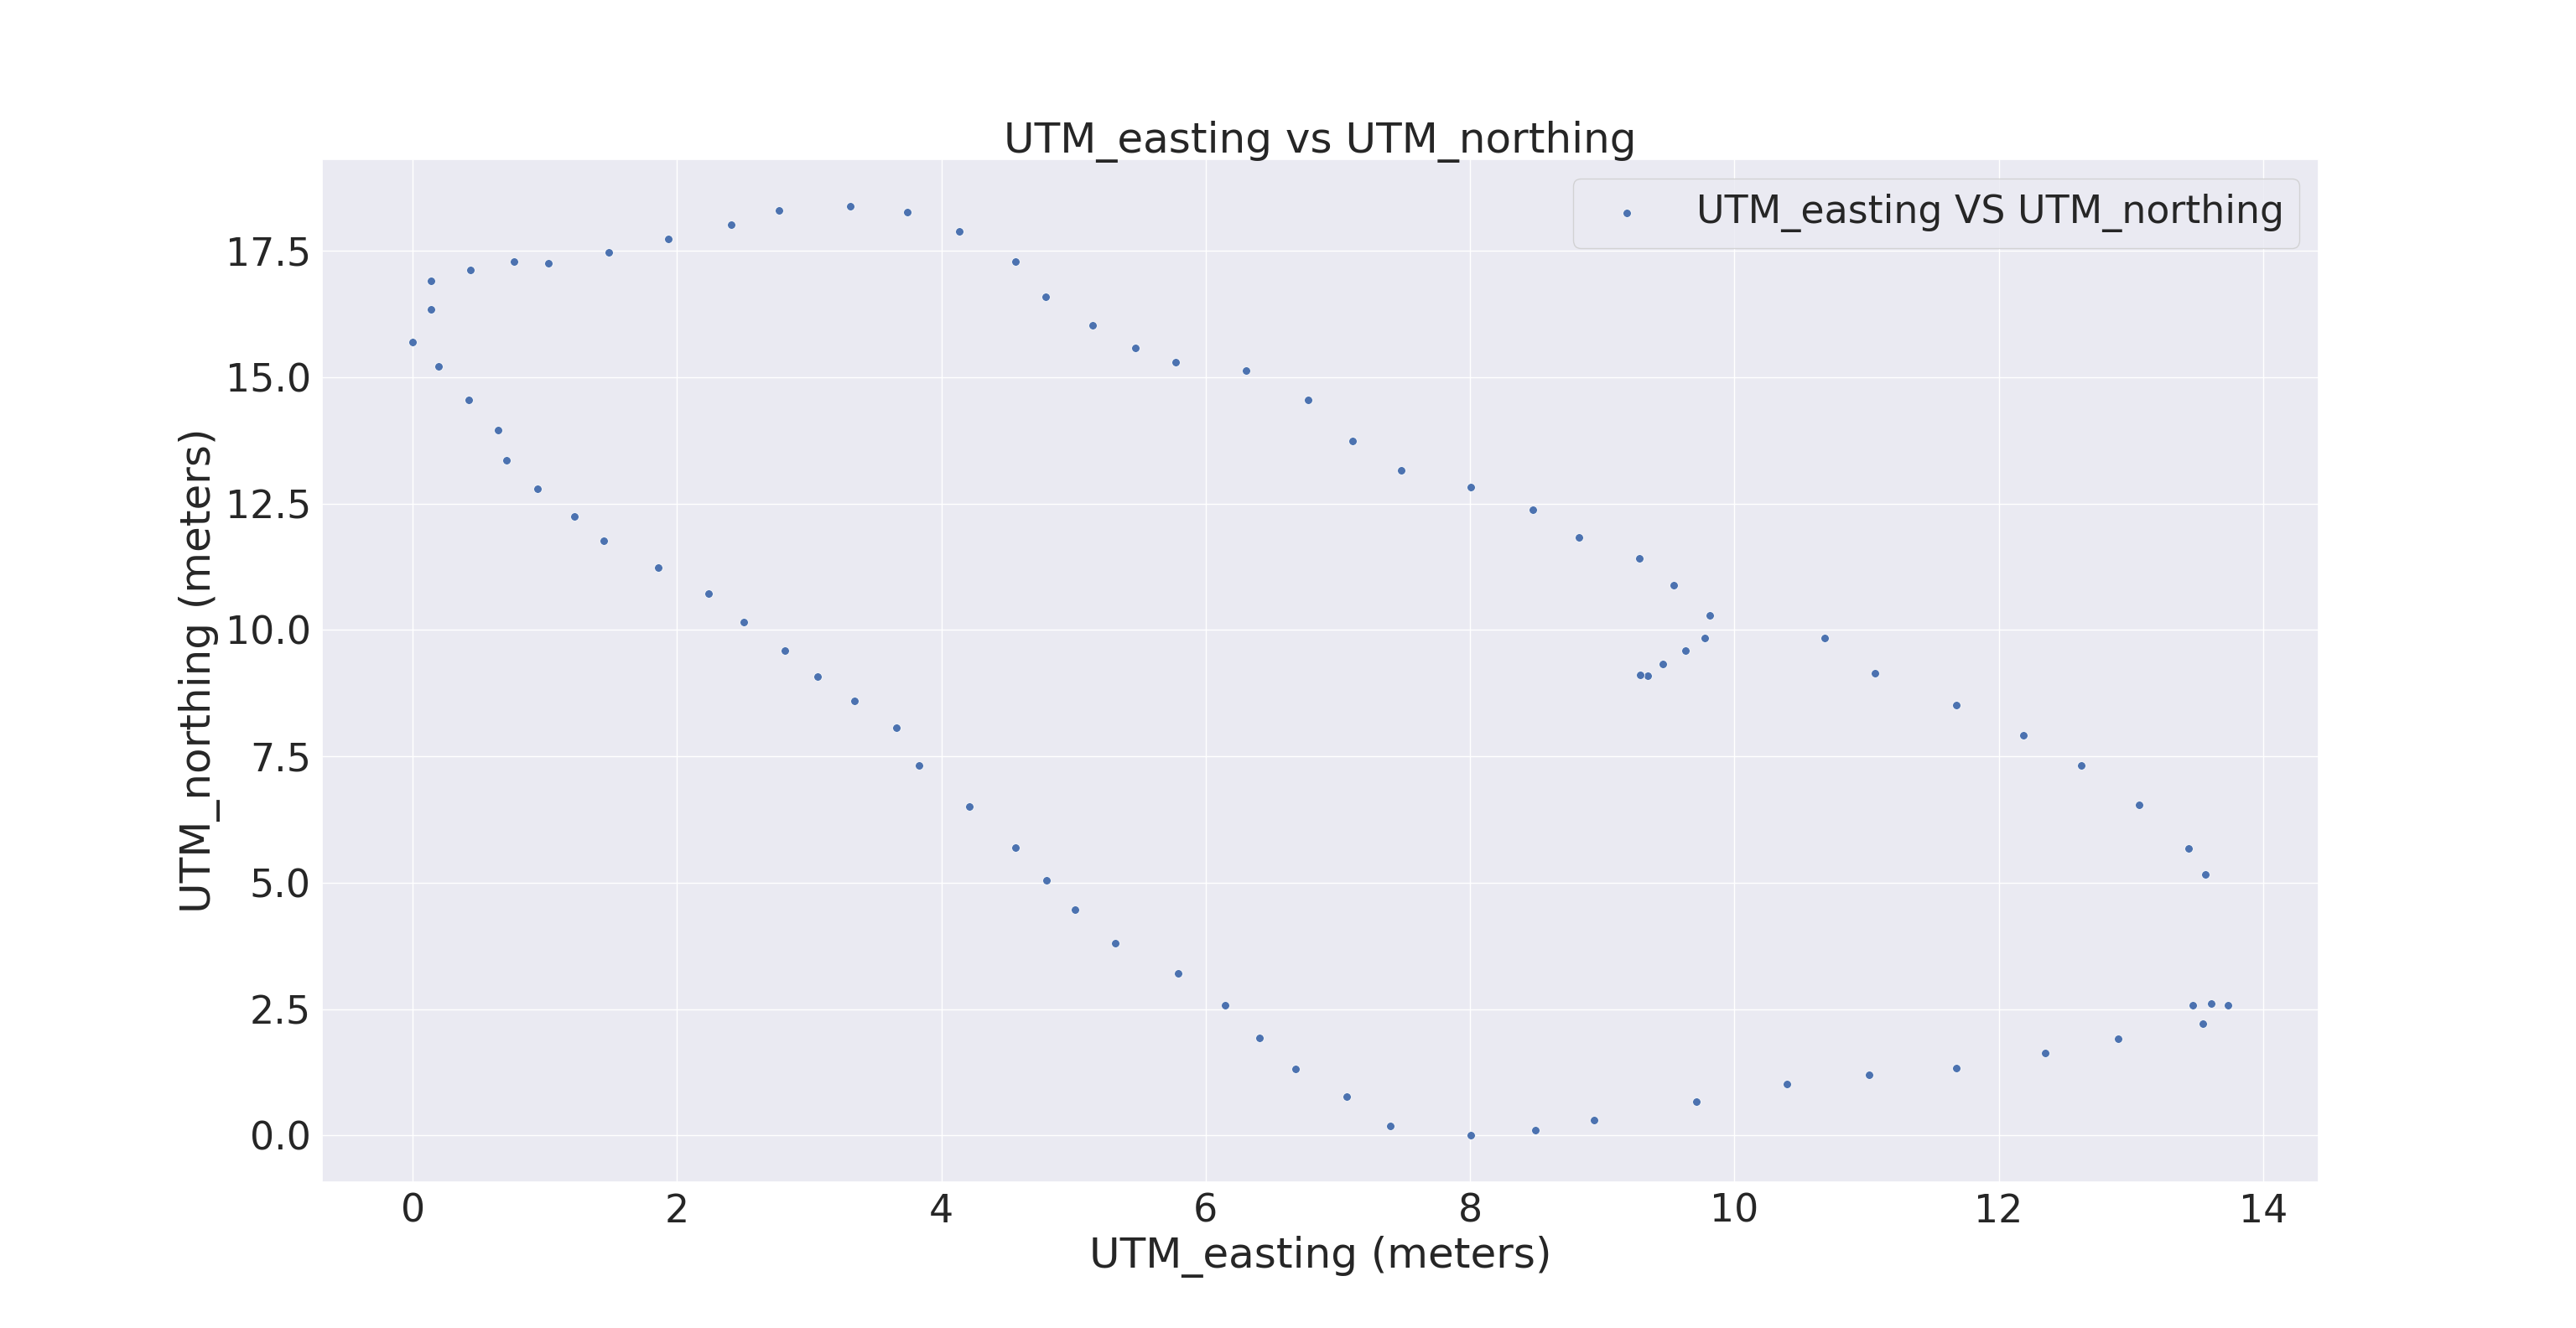 UTM_easting vs UTM_northing
UTM_easting VS UTM_northing
UTM_northing (meters)
17.5
15.0
12.5
10.0
7.5
5.0
2.5
0.0
0 2 4 6 8 10 12 14
UTM_easting (meters)